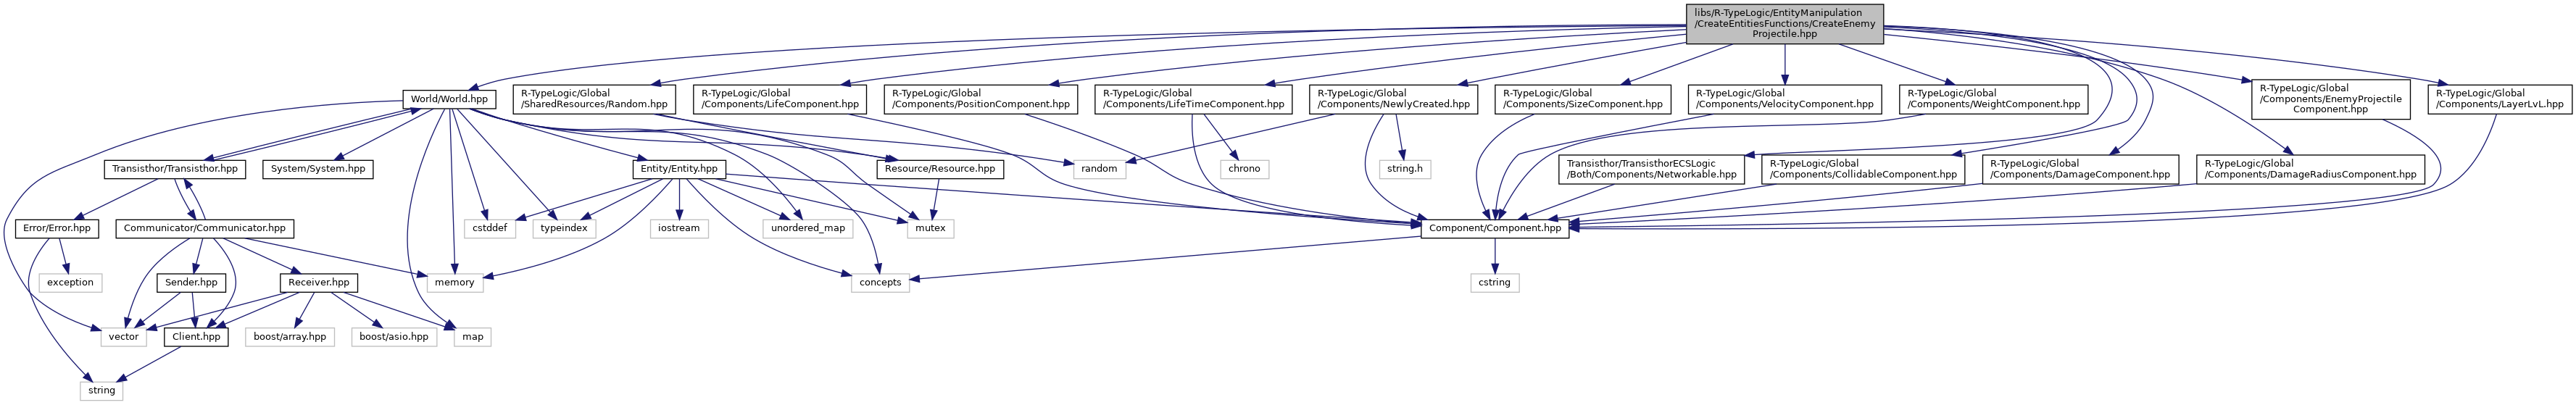 libs/R-TypeLogic/EntityManipulation
/CreateEntitiesFunctions/CreateEnemy
Projectile.hpp
World/World.hpp
R-TypeLogic/Global
/SharedResources/Random.hpp
R-TypeLogic/Global
/Components/LifeComponent.hpp
R-TypeLogic/Global
/Components/PositionComponent.hpp
R-TypeLogic/Global
/Components/LifeTimeComponent.hpp
R-TypeLogic/Global
/Components/NewlyCreated.hpp
R-TypeLogic/Global
/Components/SizeComponent.hpp
R-TypeLogic/Global
/Components/VelocityComponent.hpp
R-TypeLogic/Global
/Components/WeightComponent.hpp
R-TypeLogic/Global
/Components/EnemyProjectile
Component.hpp
R-TypeLogic/Global
/Components/LayerLvL.hpp
Transisthor/Transisthor.hpp
System/System.hpp
Entity/Entity.hpp
Resource/Resource.hpp
random
chrono
string.h
Transisthor/TransisthorECSLogic
/Both/Components/Networkable.hpp
R-TypeLogic/Global
/Components/CollidableComponent.hpp
R-TypeLogic/Global
/Components/DamageComponent.hpp
R-TypeLogic/Global
/Components/DamageRadiusComponent.hpp
Error/Error.hpp
Communicator/Communicator.hpp
cstddef
typeindex
iostream
unordered_map
mutex
Component/Component.hpp
exception
Sender.hpp
Receiver.hpp
memory
concepts
cstring
vector
Client.hpp
boost/array.hpp
boost/asio.hpp
map
string